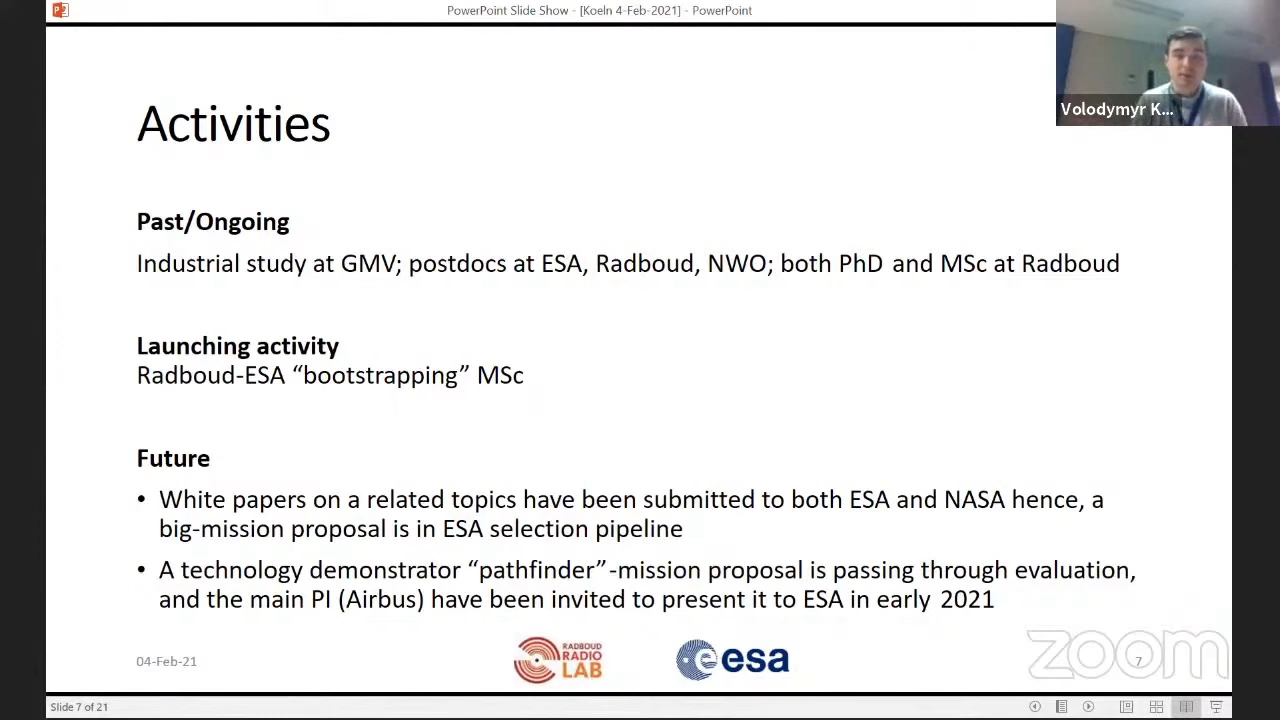 PowerPoint Slide Show - [Koeln 4-Feb-2021] - PowerPoint
Volodymyr K...
Activities
Past/Ongoing
Industrial study at GMV; postdocs at ESA, Radboud, NWO; both PhD and MSc at Radboud
Launching activity
Radboud-ESA “bootstrapping” MSc
Future
• White papers on a related topics have been submitted to both ESA and NASA hence, a
big-mission proposal is in ESA selection pipeline
• A technology demonstrator “pathfinder”-mission proposal is passing through evaluation,
and the main PI (Airbus) have been invited to present it to ESA in early 2021
04-Feb-21
RADBOUD
RADIO
LAB
esa
zoom
7
Slide 7 of 21